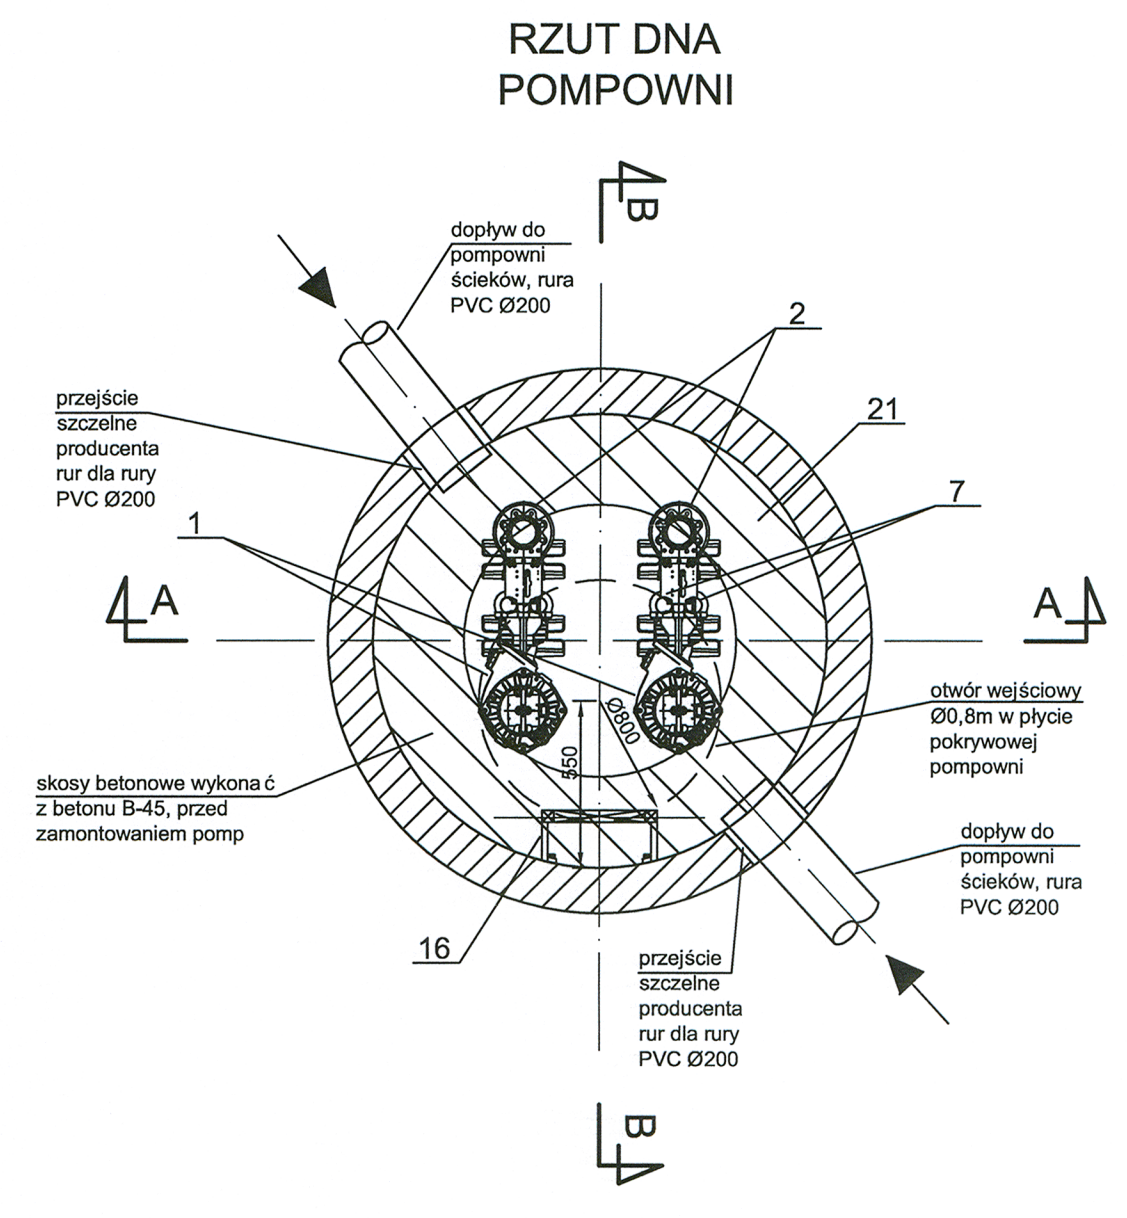 RZUT DNA
POMPOWNI
B
dopływ do
pompowni
ścieków, rura
PVC Ø200
2
przejście
szczelne
producenta
rur dla rury
PVC Ø200
21
7
1
A
A
otwór wejściowy
Ø0,8m w płycie
pokrywowej
pompowni
Ø800
550
skosy betonowe wykona ć
z betonu B-45, przed
zamontowaniem pomp
dopływ do
pompowni
ścieków, rura
PVC Ø200
16
przejście
szczelne
producenta
rur dla rury
PVC Ø200
B